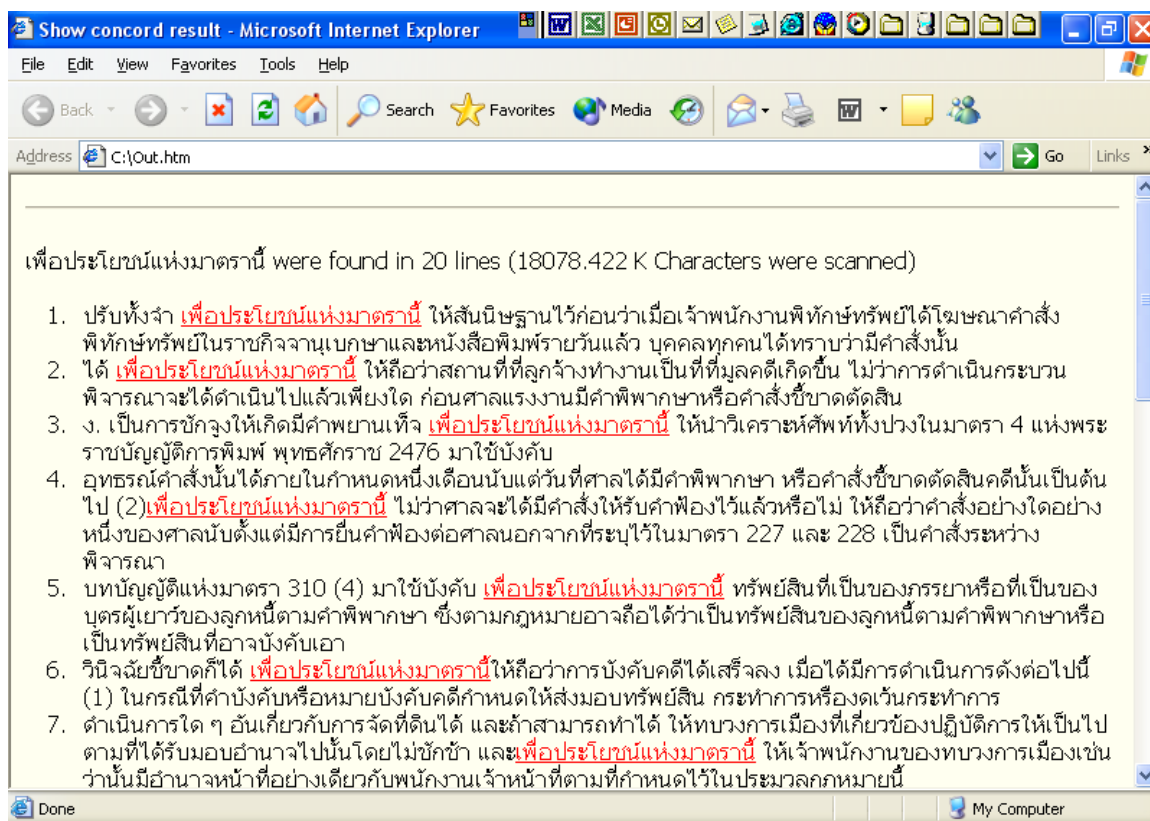 Show concord result - Microsoft Internet Explorer
File Edit View Favorites Tools Help
Back Search Favorites Media
Address C:\Out.htm Go Links
เพื่อประโยชน์แห่งมาตรานี้ were found in 20 lines (18078.422 K Characters were scanned)
1. ปรับทั้งจำ เพื่อประโยชน์แห่งมาตรานี้ ให้สันนิษฐานไว้ก่อนว่าเมื่อเจ้าพนักงานพิทักษ์ทรัพย์ได้โฆษณาคำสั่ง
พิทักษ์ทรัพย์ในราชกิจจานุเบกษาและหนังสือพิมพ์รายวันแล้ว บุคคลทุกคนได้ทราบว่ามีคำสั่งนั้น
2. ได้ เพื่อประโยชน์แห่งมาตรานี้ ให้ถือว่าสถานที่ที่ลูกจ้างทำงานเป็นที่ที่มูลคดีเกิดขึ้น ไม่ว่าการดำเนินกระบวน
พิจารณาจะได้ดำเนินไปแล้วเพียงใด ก่อนศาลแรงงานมีคำพิพากษาหรือคำสั่งชี้ขาดตัดสิน
3. ง. เป็นการชักจูงให้เกิดมีคำพยานเท็จ เพื่อประโยชน์แห่งมาตรานี้ ให้นำวิเคราะห์ศัพท์ทั้งปวงในมาตรา 4 แห่งพระ
ราชบัญญัติการพิมพ์ พุทธศักราช 2476 มาใช้บังคับ
4. อุทธรณ์คำสั่งนั้นได้ภายในกำหนดหนึ่งเดือนนับแต่วันที่ศาลได้มีคำพิพากษา หรือคำสั่งชี้ขาดตัดสินคดีนั้นเป็นต้น
ไป (2)เพื่อประโยชน์แห่งมาตรานี้ ไม่ว่าศาลจะได้มีคำสั่งให้รับคำฟ้องไว้แล้วหรือไม่ ให้ถือว่าคำสั่งอย่างใดอย่าง
หนึ่งของศาลนับตั้งแต่มีการยื่นคำฟ้องต่อศาลนอกจากที่ระบุไว้ในมาตรา 227 และ 228 เป็นคำสั่งระหว่าง
พิจารณา
5. บทบัญญัติแห่งมาตรา 310 (4) มาใช้บังคับ เพื่อประโยชน์แห่งมาตรานี้ ทรัพย์สินที่เป็นของภรรยาหรือที่เป็นของ
บุตรผู้เยาว์ของลูกหนี้ตามคำพิพากษา ซึ่งตามกฎหมายอาจถือได้ว่าเป็นทรัพย์สินของลูกหนี้ตามคำพิพากษาหรือ
เป็นทรัพย์สินที่อาจบังคับเอา
6. วินิจฉัยชี้ขาดก็ได้ เพื่อประโยชน์แห่งมาตรานี้ให้ถือว่าการบังคับคดีได้เสร็จลง เมื่อได้มีการดำเนินการดังต่อไปนี้
(1) ในกรณีที่คำบังคับหรือหมายบังคับคดีกำหนดให้ส่งมอบทรัพย์สิน กระทำการหรืองดเว้นกระทำการ
7. ดำเนินการใด ๆ อันเกี่ยวกับการจัดที่ดินได้ และถ้าสามารถทำได้ ให้ทบวงการเมืองที่เกี่ยวข้องปฏิบัติการให้เป็นไป
ตามที่ได้รับมอบอำนาจไปนั้นโดยไม่ชักช้า และเพื่อประโยชน์แห่งมาตรานี้ ให้เจ้าพนักงานของทบวงการเมืองเช่น
ว่านั้นมีอำนาจหน้าที่อย่างเดียวกับพนักงานเจ้าหน้าที่ตามที่กำหนดไว้ในประมวลกฎหมายนี้
Done My Computer